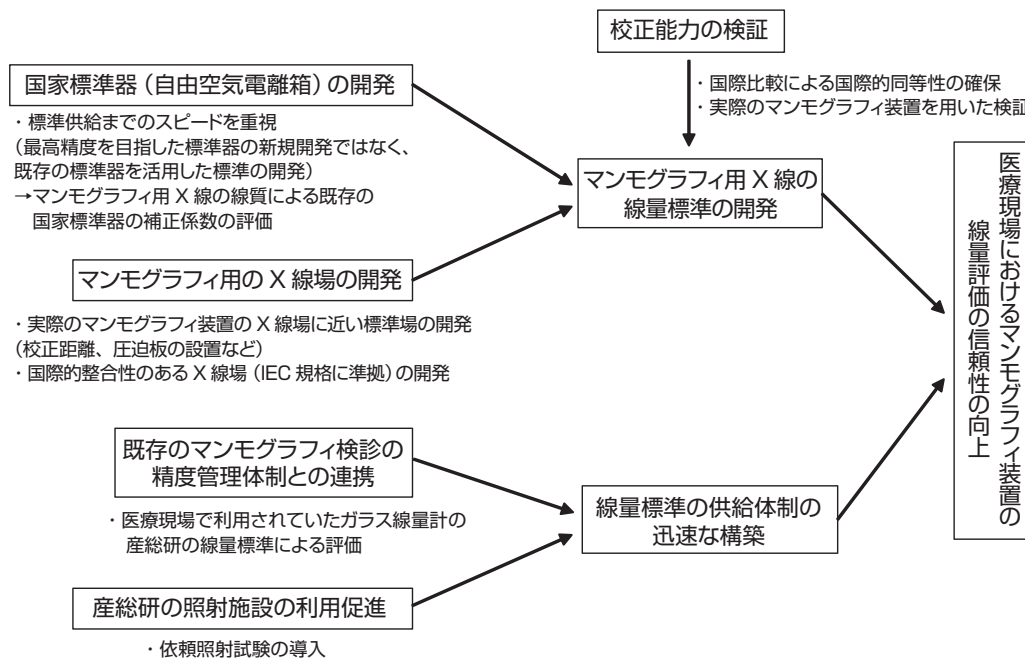 校正能力の検証
・国際比較による国際的同等性の確保
・実際のマンモグラフィ装置を用いた検証
国家標準器（自由空気電離箱）の開発
・標準供給までのスピードを重視
（最高精度を目指した標準器の新規開発ではなく、
既存の標準器を活用した標準の開発）
→マンモグラフィ用 X 線の線質による既存の
国家標準器の補正係数の評価
マンモグラフィ用 X 線の
線量標準の開発
マンモグラフィ用の X 線場の開発
・実際のマンモグラフィ装置の X 線場に近い標準場の開発
（校正距離、圧迫板の設置など）
・国際的整合性のある X 線場（IEC 規格に準拠）の開発
既存のマンモグラフィ検診の
精度管理体制との連携
・医療現場で利用されていたガラス線量計の
産総研の線量標準による評価
線量標準の供給体制の
迅速な構築
産総研の照射施設の利用促進
・依頼照射試験の導入
医療現場におけるマンモグラフィ装置の
線量評価の信頼性の向上